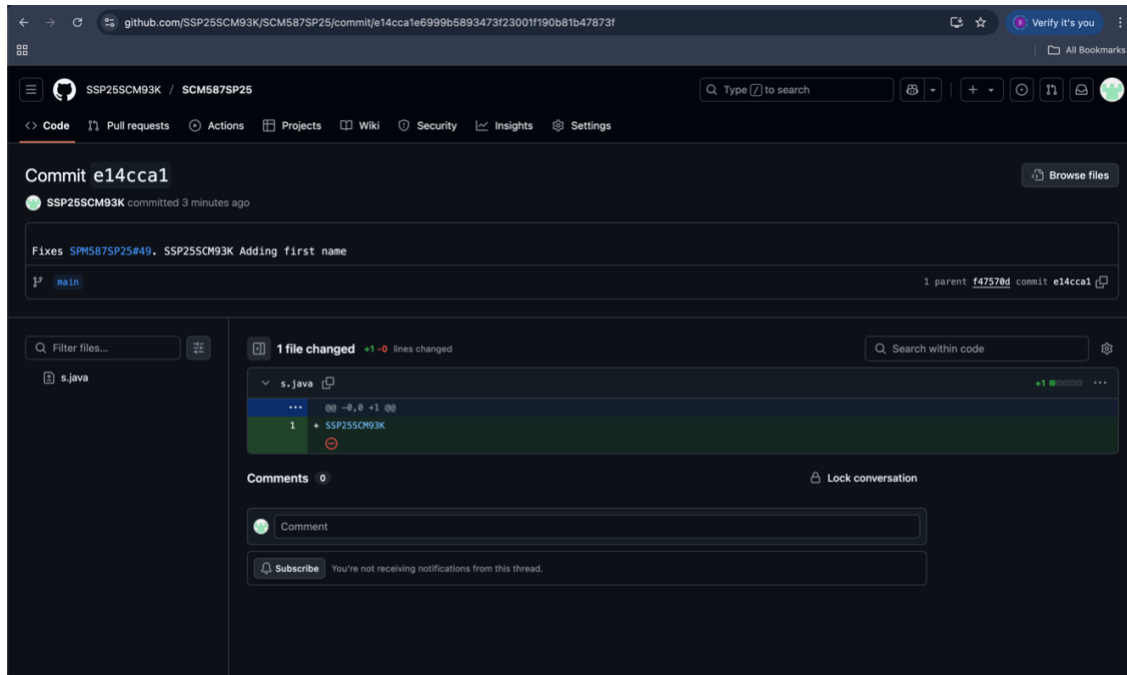 github.com/SSP25SCM93K/SCM587SP25/commit/e14cca1e6999b5893473f23001f190b81b47873f
S Verify it's you
All Bookmarks
SSP25SCM93K / SCM587SP25
Type / to search
<> Code Pull requests Actions Projects Wiki Security Insights Settings
Commit e14cca1
Browse files
SSP25SCM93K committed 3 minutes ago
Fixes SPM587SP25#49. SSP25SCM93K Adding first name
main
1 parent f47570d commit e14cca1
Filter files...
s.java
1 file changed +1 -0 lines changed
Search within code
s.java
+1
@@ -0,0 +1 @@
1 + SSP25SCM93K
Comments 0
Lock conversation
Comment
Subscribe You're not receiving notifications from this thread.